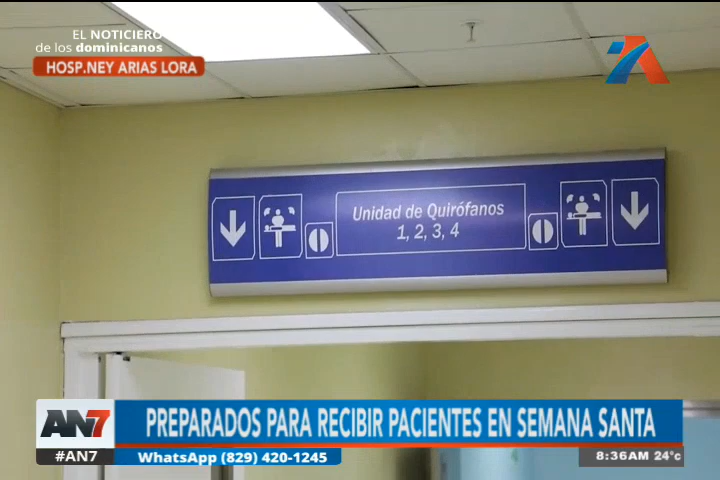 EL NOTICIERO
de los dominicanos
HOSP.NEY ARIAS LORA
Unidad de Quirófanos
1, 2, 3, 4
AN7
PREPARADOS PARA RECIBIR PACIENTES EN SEMANA SANTA
#AN7
WhatsApp (829) 420-1245
8:36AM 24°c